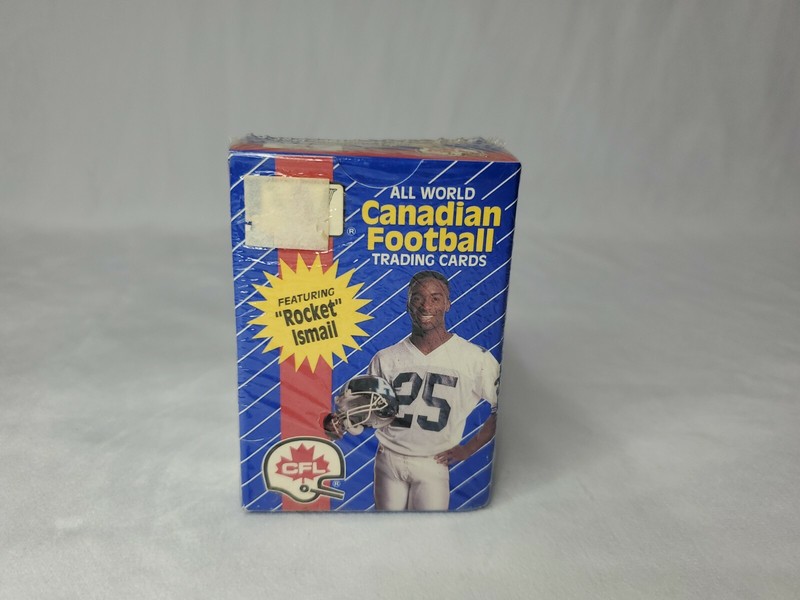 ALL WORLD
Canadian
Football
TRADING CARDS
®
FEATURING
"Rocket"
Ismail
25
CFL
®